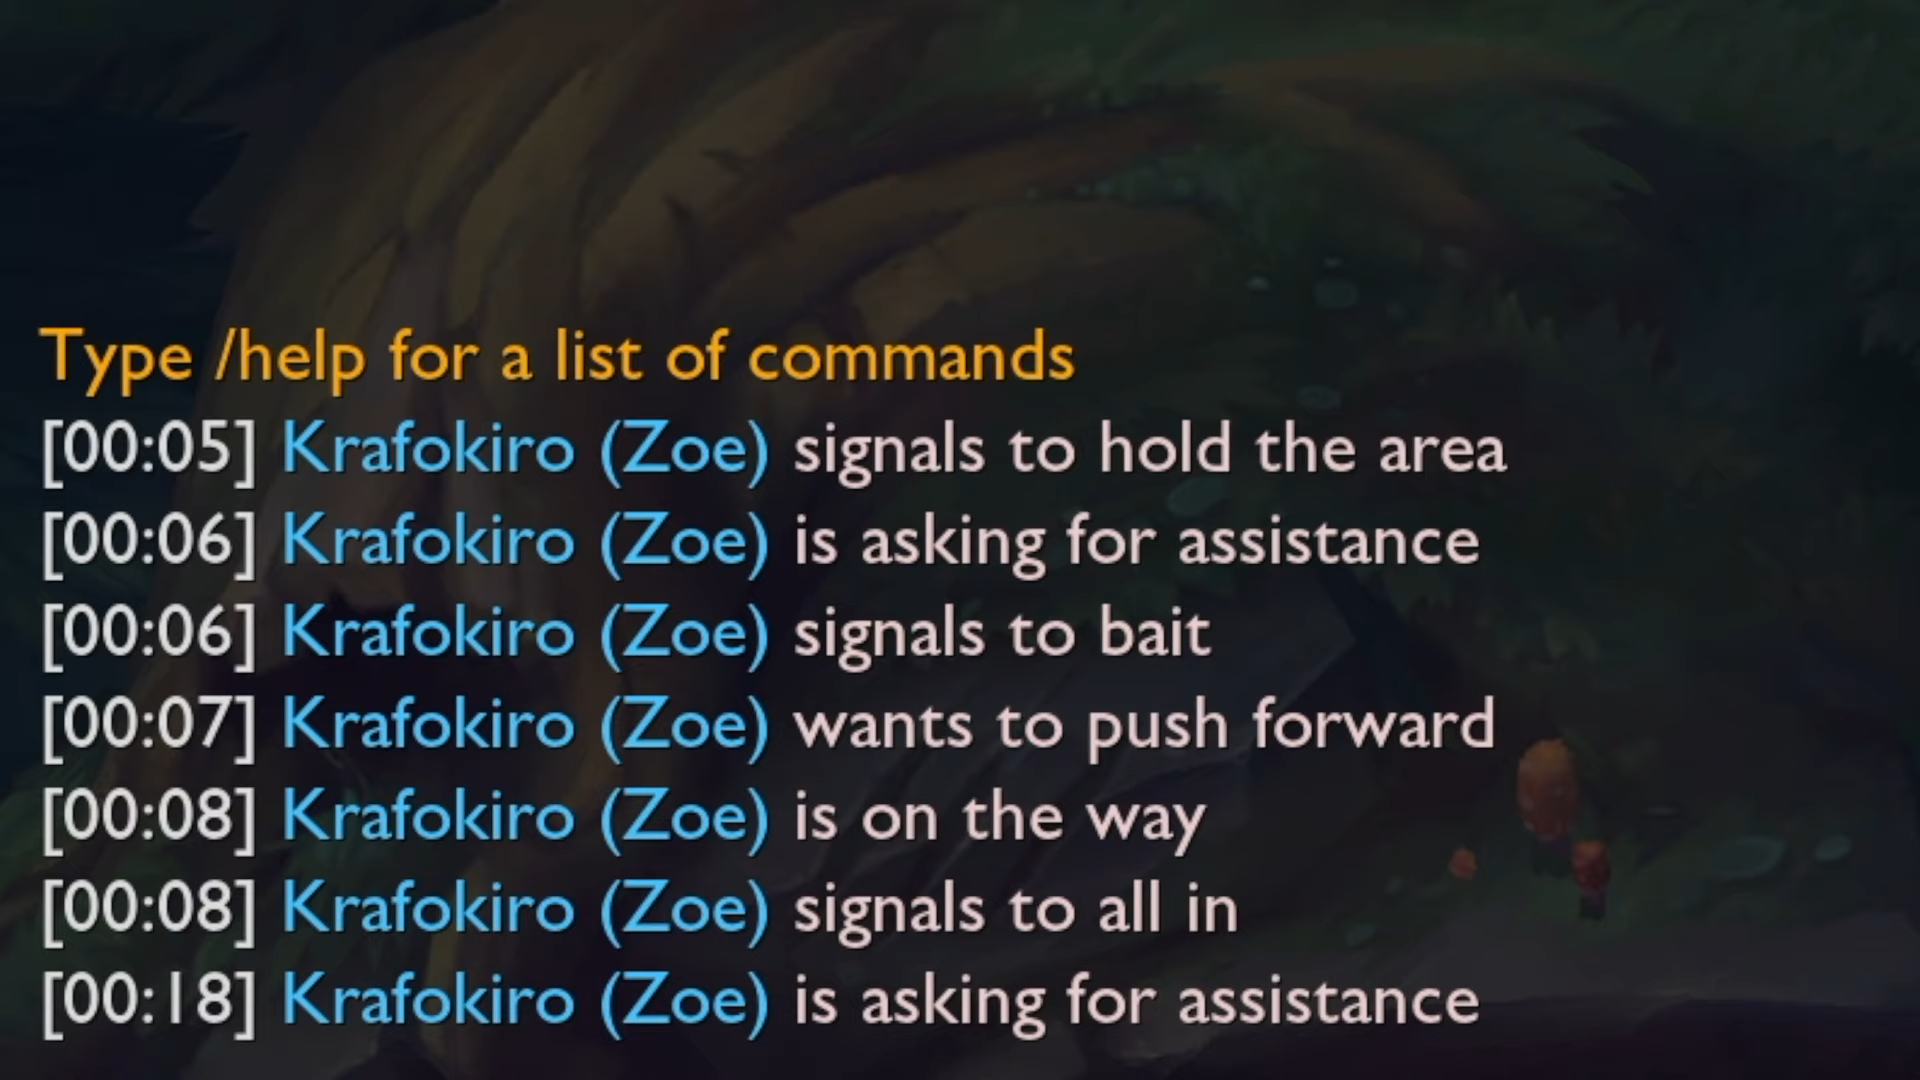 Type /help for a list of commands
[00:05] Krafokiro (Zoe) signals to hold the area
[00:06] Krafokiro (Zoe) is asking for assistance
[00:06] Krafokiro (Zoe) signals to bait
[00:07] Krafokiro (Zoe) wants to push forward
[00:08] Krafokiro (Zoe) is on the way
[00:08] Krafokiro (Zoe) signals to all in
[00:18] Krafokiro (Zoe) is asking for assistance